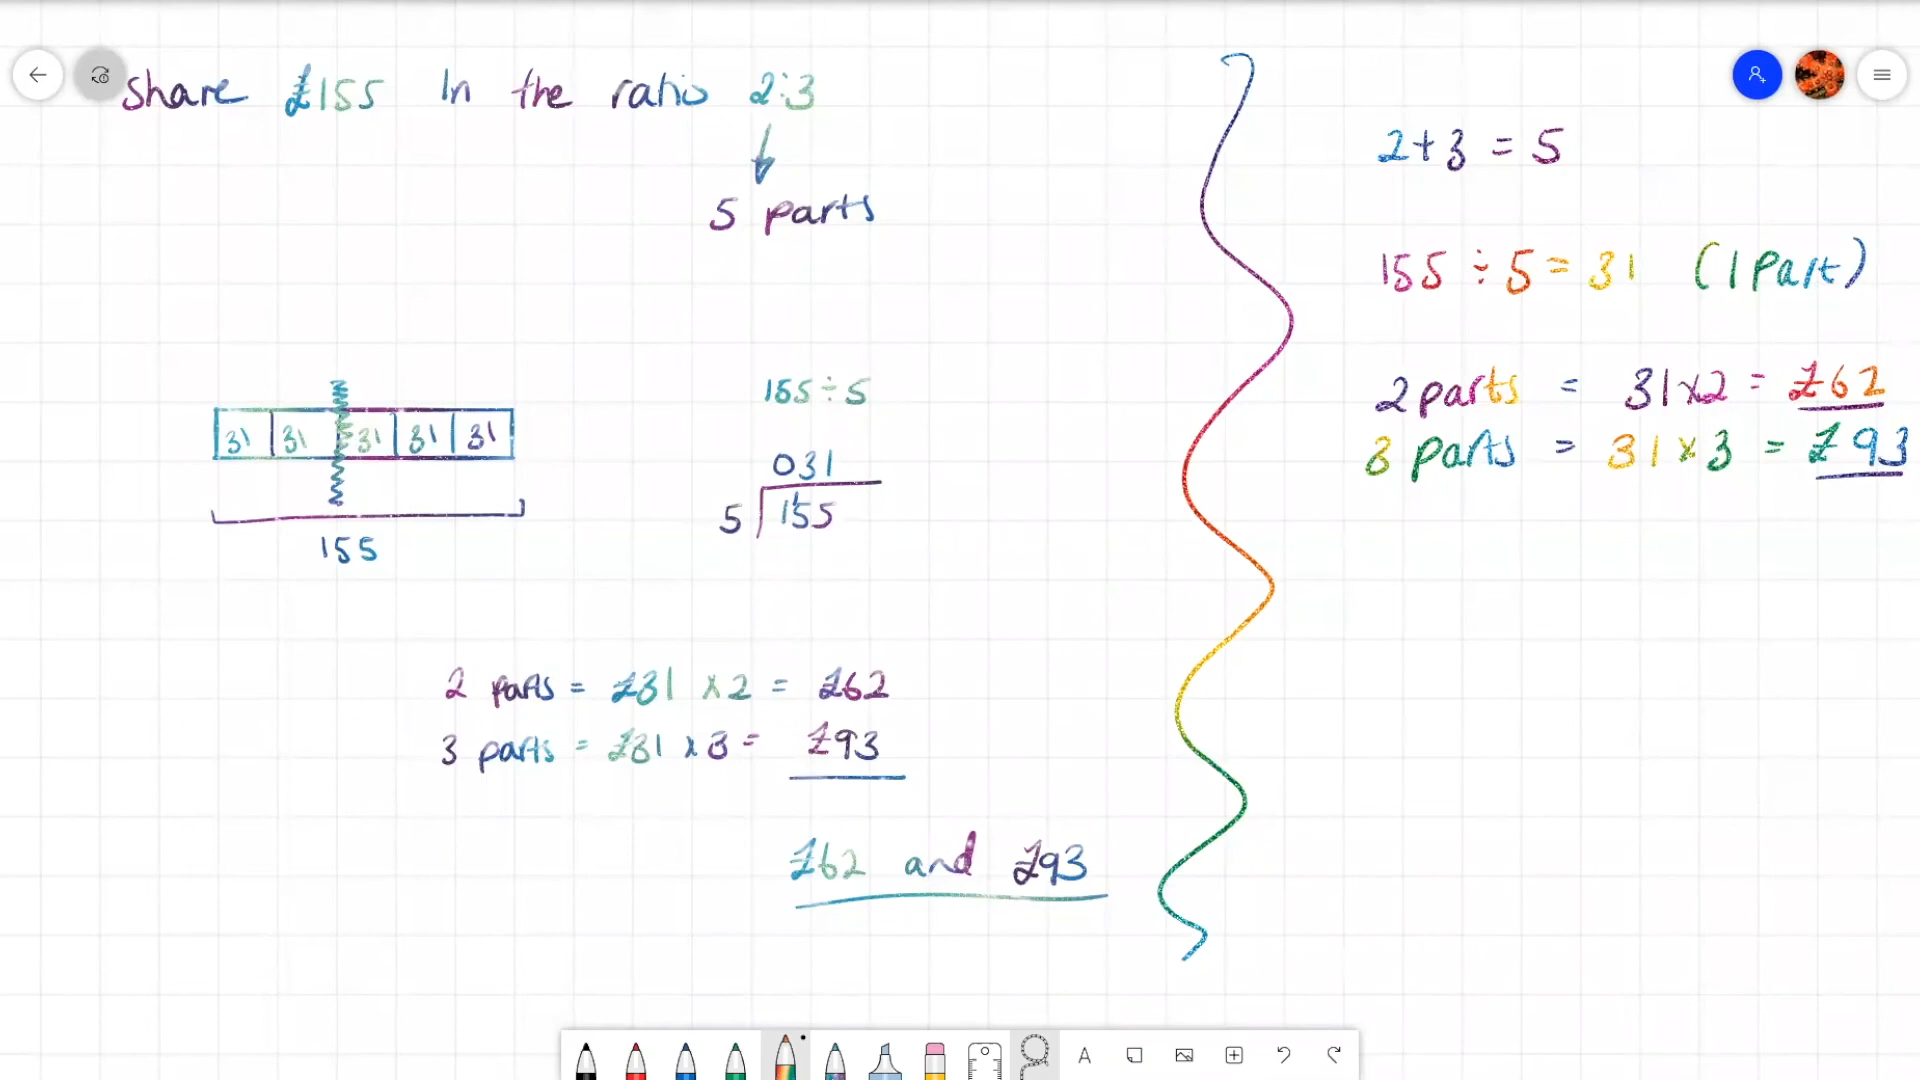 share £155 In the ratio 2:3
5 parts
31 31 31 31 31
155
155 ÷ 5
031
5 155
2 parts = £31 × 2 = £62
3 parts = £31 × 3 = £93
£62 and £93
2+3 = 5
155 ÷ 5 = 31 (1 Part)
2 parts = 31×2 = £62
3 parts = 31 × 3 = £93
A